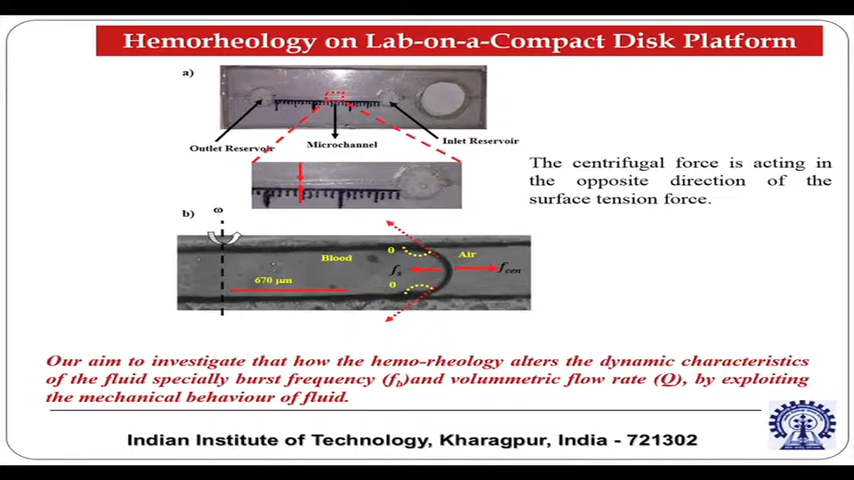 Hemorheology on Lab-on-a-Compact Disk Platform
a)
Outlet Reservoir
Microchannel
Inlet Reservoir
The centrifugal force is acting in
the opposite direction of the
surface tension force.
b)
ω
θ
Blood
Air
fs
fcen
670 µm
θ
Our aim to investigate that how the hemo-rheology alters the dynamic characteristics
of the fluid specially burst frequency (fb)and volummetric flow rate (Q), by exploiting
the mechanical behaviour of fluid.
Indian Institute of Technology, Kharagpur, India - 721302